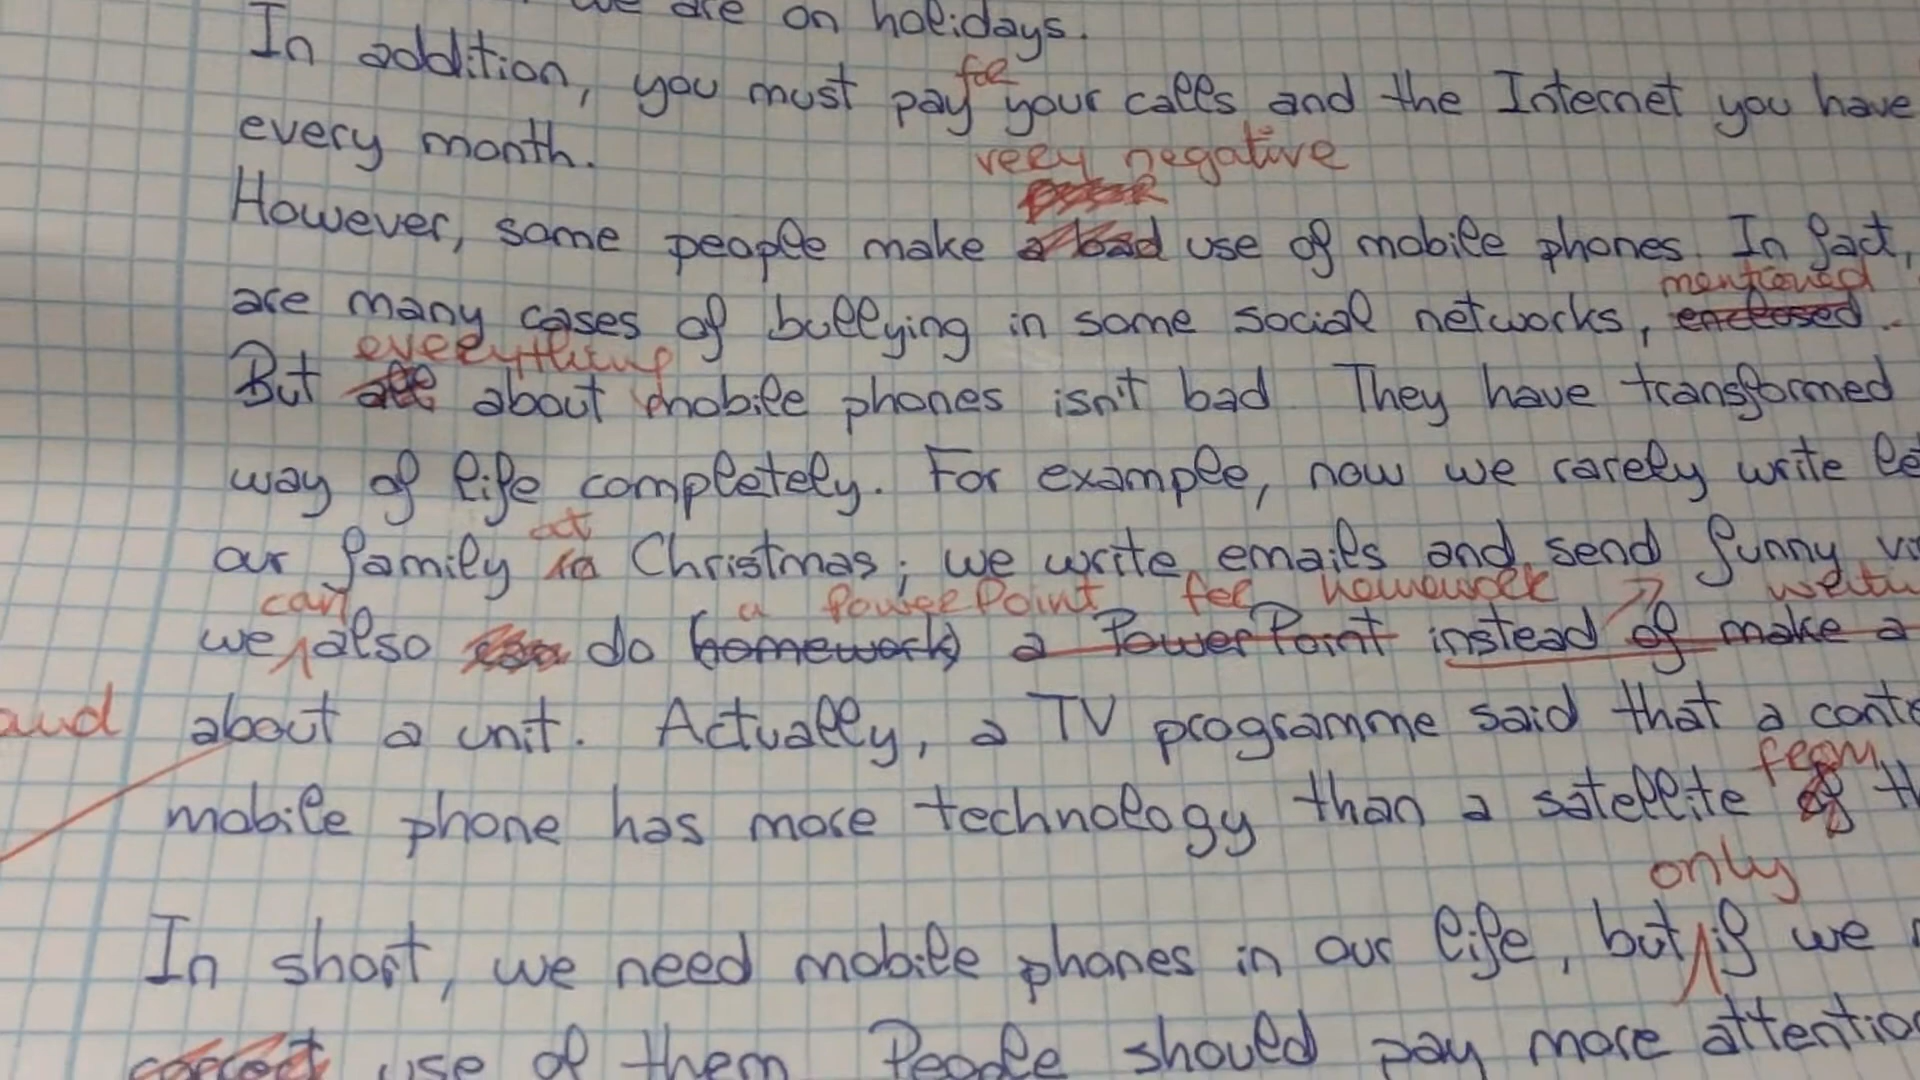 we are on holidays.
In addition, you must pay for your calls and the Internet you have
every month.
very negative
However, some people make a bad use of mobile phones. In fact,
mentioned
are many cases of bullying in some social networks, enclosed
everything
But all about mobile phones isn't bad They have transformed
way of life completely. For example, now we rarely write
at
our family in Christmas; we write emails and send funny
can a PowerPoint for homework
we also do homework a PowerPoint instead of make a
and about a unit. Actually, a TV programme said that a
from
mobile phone has more technology than a satellite of
only
In short, we need mobile phones in our life, but if we
correct use of them People should pay more